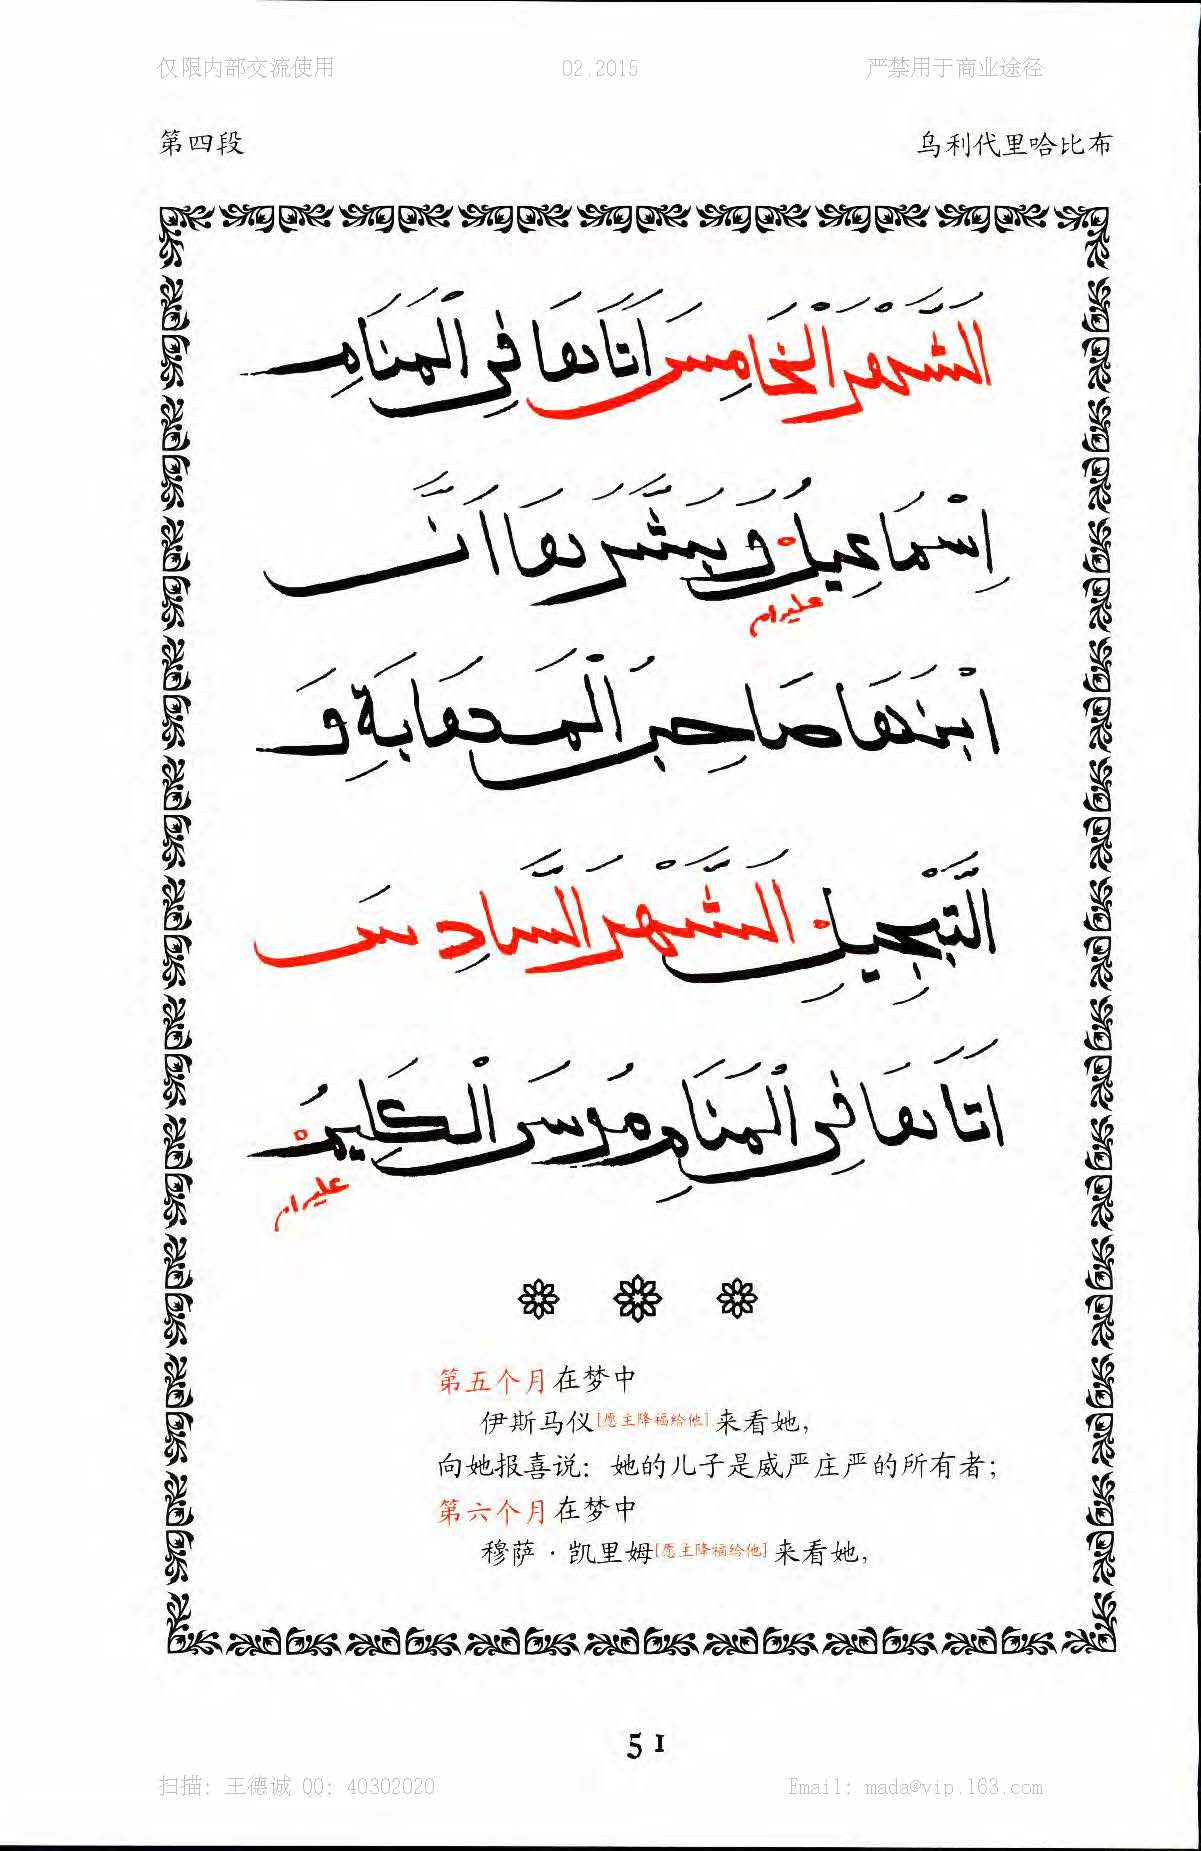 仅限内部交流使用 02.2015 严禁用于商业途径
第四段 乌利代里哈比布
اَلشَّهْرَ الْخَامِسَ اَتَاهَا فِى الْمَنَامِ
اِسْمَاعِيلُ وَبَشَّرَهَا اَنَّ
عليه السلام
ابْنَهَا صَاحِبُ الْمَهَابَةِ وَ
التَّبْجِيلِ اَلشَّهْرَ السَّادِسَ
اَتَاهَا فِى الْمَنَامِ مُوسَى الْكَلِيمُ
عليه السلام
第五个月在梦中
伊斯马仪[愿主降福给他]来看她，
向她报喜说：她的儿子是威严庄严的所有者；
第六个月在梦中
穆萨·凯里姆[愿主降福给他]来看她，
51
扫描：王德诚 QQ：40302020 Email: mada@vip.163.com